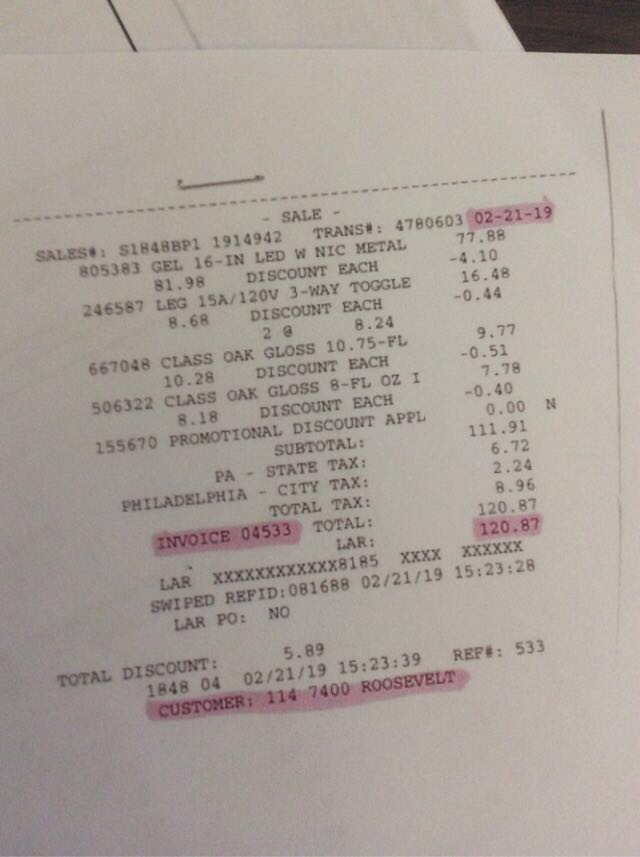 - SALE -
SALES#: S1848BP1 1914942 TRANS#: 4780603 02-21-19
805383 GEL 16-IN LED W NIC METAL 77.88
81.98 DISCOUNT EACH -4.10
246587 LEG 15A/120V 3-WAY TOGGLE 16.48
8.68 DISCOUNT EACH -0.44
2 @ 8.24
667048 CLASS OAK GLOSS 10.75-FL 9.77
10.28 DISCOUNT EACH -0.51
506322 CLASS OAK GLOSS 8-FL OZ I 7.78
8.18 DISCOUNT EACH -0.40
155670 PROMOTIONAL DISCOUNT APPL 0.00 N
SUBTOTAL: 111.91
PA - STATE TAX: 6.72
PHILADELPHIA - CITY TAX: 2.24
TOTAL TAX: 8.96
INVOICE 04533 TOTAL: 120.87
LAR: 120.87
LAR XXXXXXXXXXXX8185 XXXX XXXXXX
SWIPED REFID:081688 02/21/19 15:23:28
LAR PO: NO
TOTAL DISCOUNT: 5.89
1848 04 02/21/19 15:23:39 REF#: 533
CUSTOMER: 114 7400 ROOSEVELT